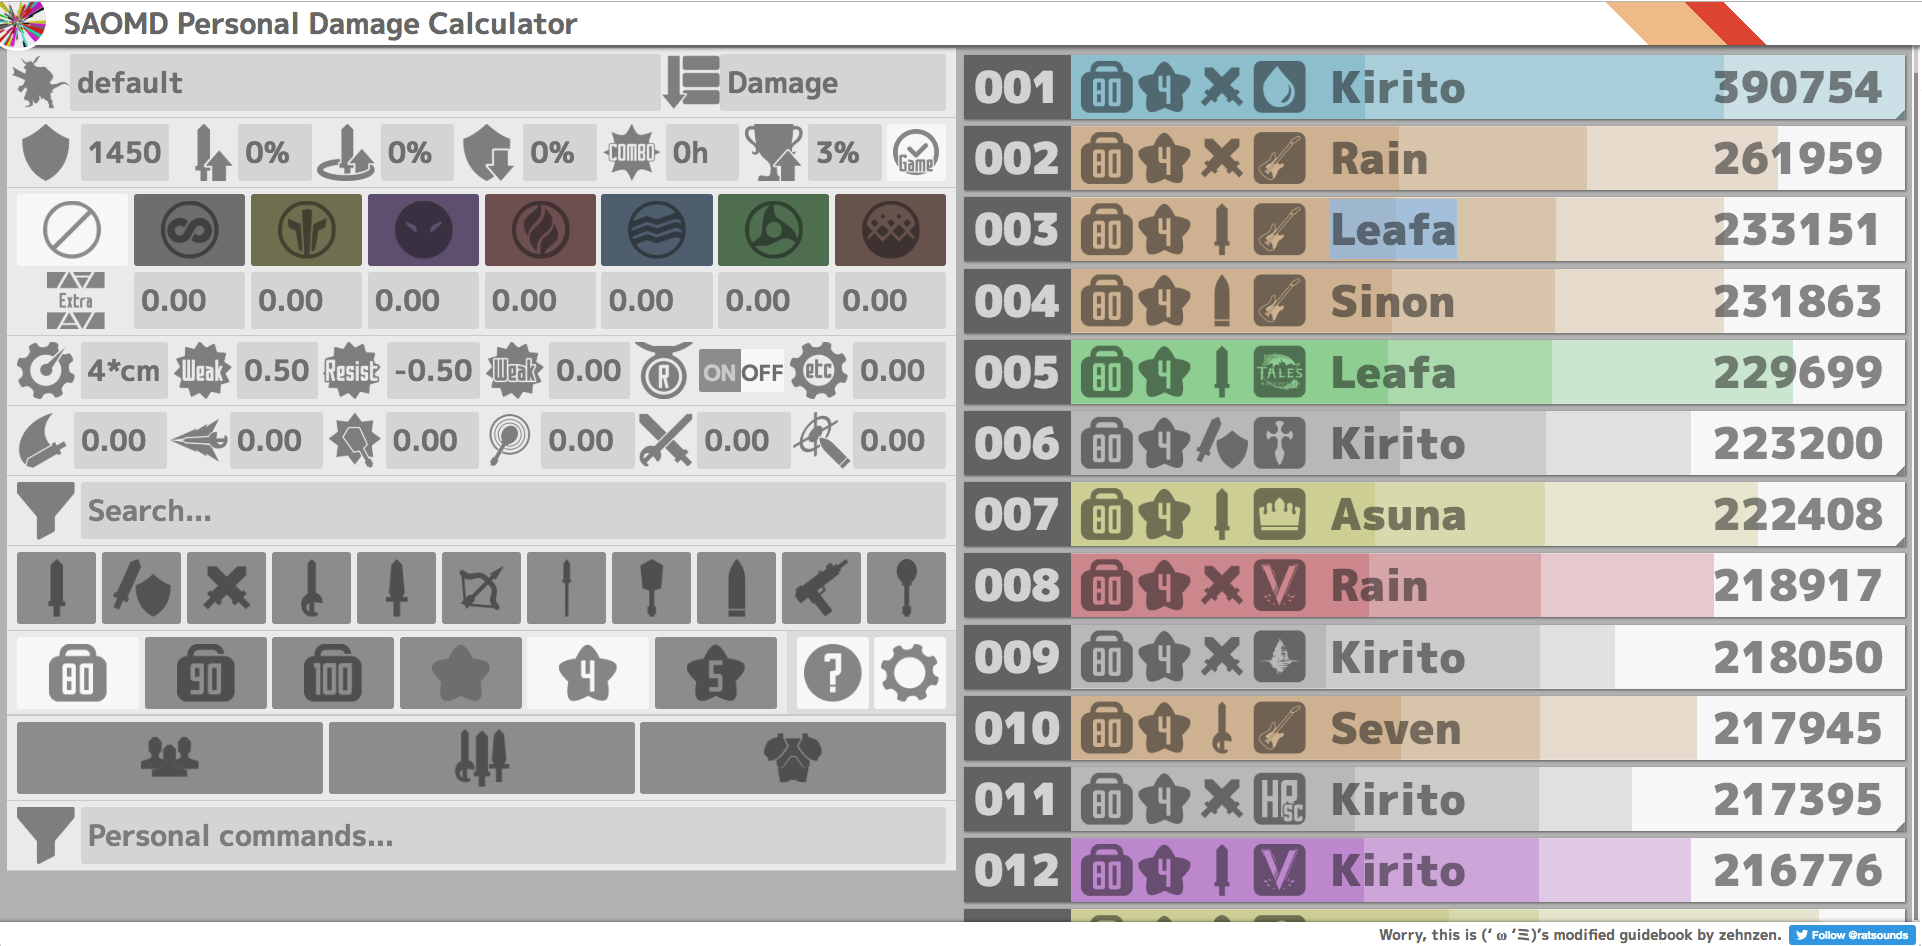 SAOMD Personal Damage Calculator
default
Damage
1450 0% 0% 0% COMBO 0h 3% Game
Extra 0.00 0.00 0.00 0.00 0.00 0.00 0.00
4*cm Weak 0.50 Resist -0.50 Weak 0.00 R ON OFF etc 0.00
0.00 0.00 0.00 0.00 0.00 0.00
Search...
80 90 100 4 5 ?
Personal commands...
001 80 4 Kirito 390754
002 80 4 Rain 261959
003 80 4 Leafa 233151
004 80 4 Sinon 231863
005 80 4 TALES Leafa 229699
006 80 4 Kirito 223200
007 80 4 Asuna 222408
008 80 4 V Rain 218917
009 80 4 Kirito 218050
010 80 4 Seven 217945
011 80 4 HR SC Kirito 217395
012 80 4 V Kirito 216776
Worry, this is (‘ ω ‘ミ)’s modified guidebook by zehnzen. Follow @ratsounds